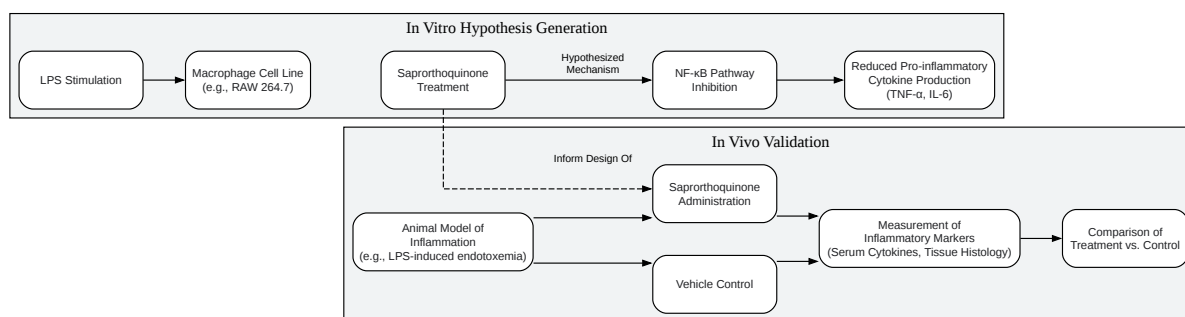 In Vitro Hypothesis Generation
LPS Stimulation
Macrophage Cell Line
(e.g., RAW 264.7)
Saprorthoquinone
Treatment
Hypothesized
Mechanism
NF-κB Pathway
Inhibition
Reduced Pro-inflammatory
Cytokine Production
(TNF-α, IL-6)
In Vivo Validation
Inform Design Of
Saprorthoquinone
Administration
Animal Model of
Inflammation
(e.g., LPS-induced endotoxemia)
Vehicle Control
Measurement of
Inflammatory Markers
(Serum Cytokines, Tissue Histology)
Comparison of
Treatment vs. Control